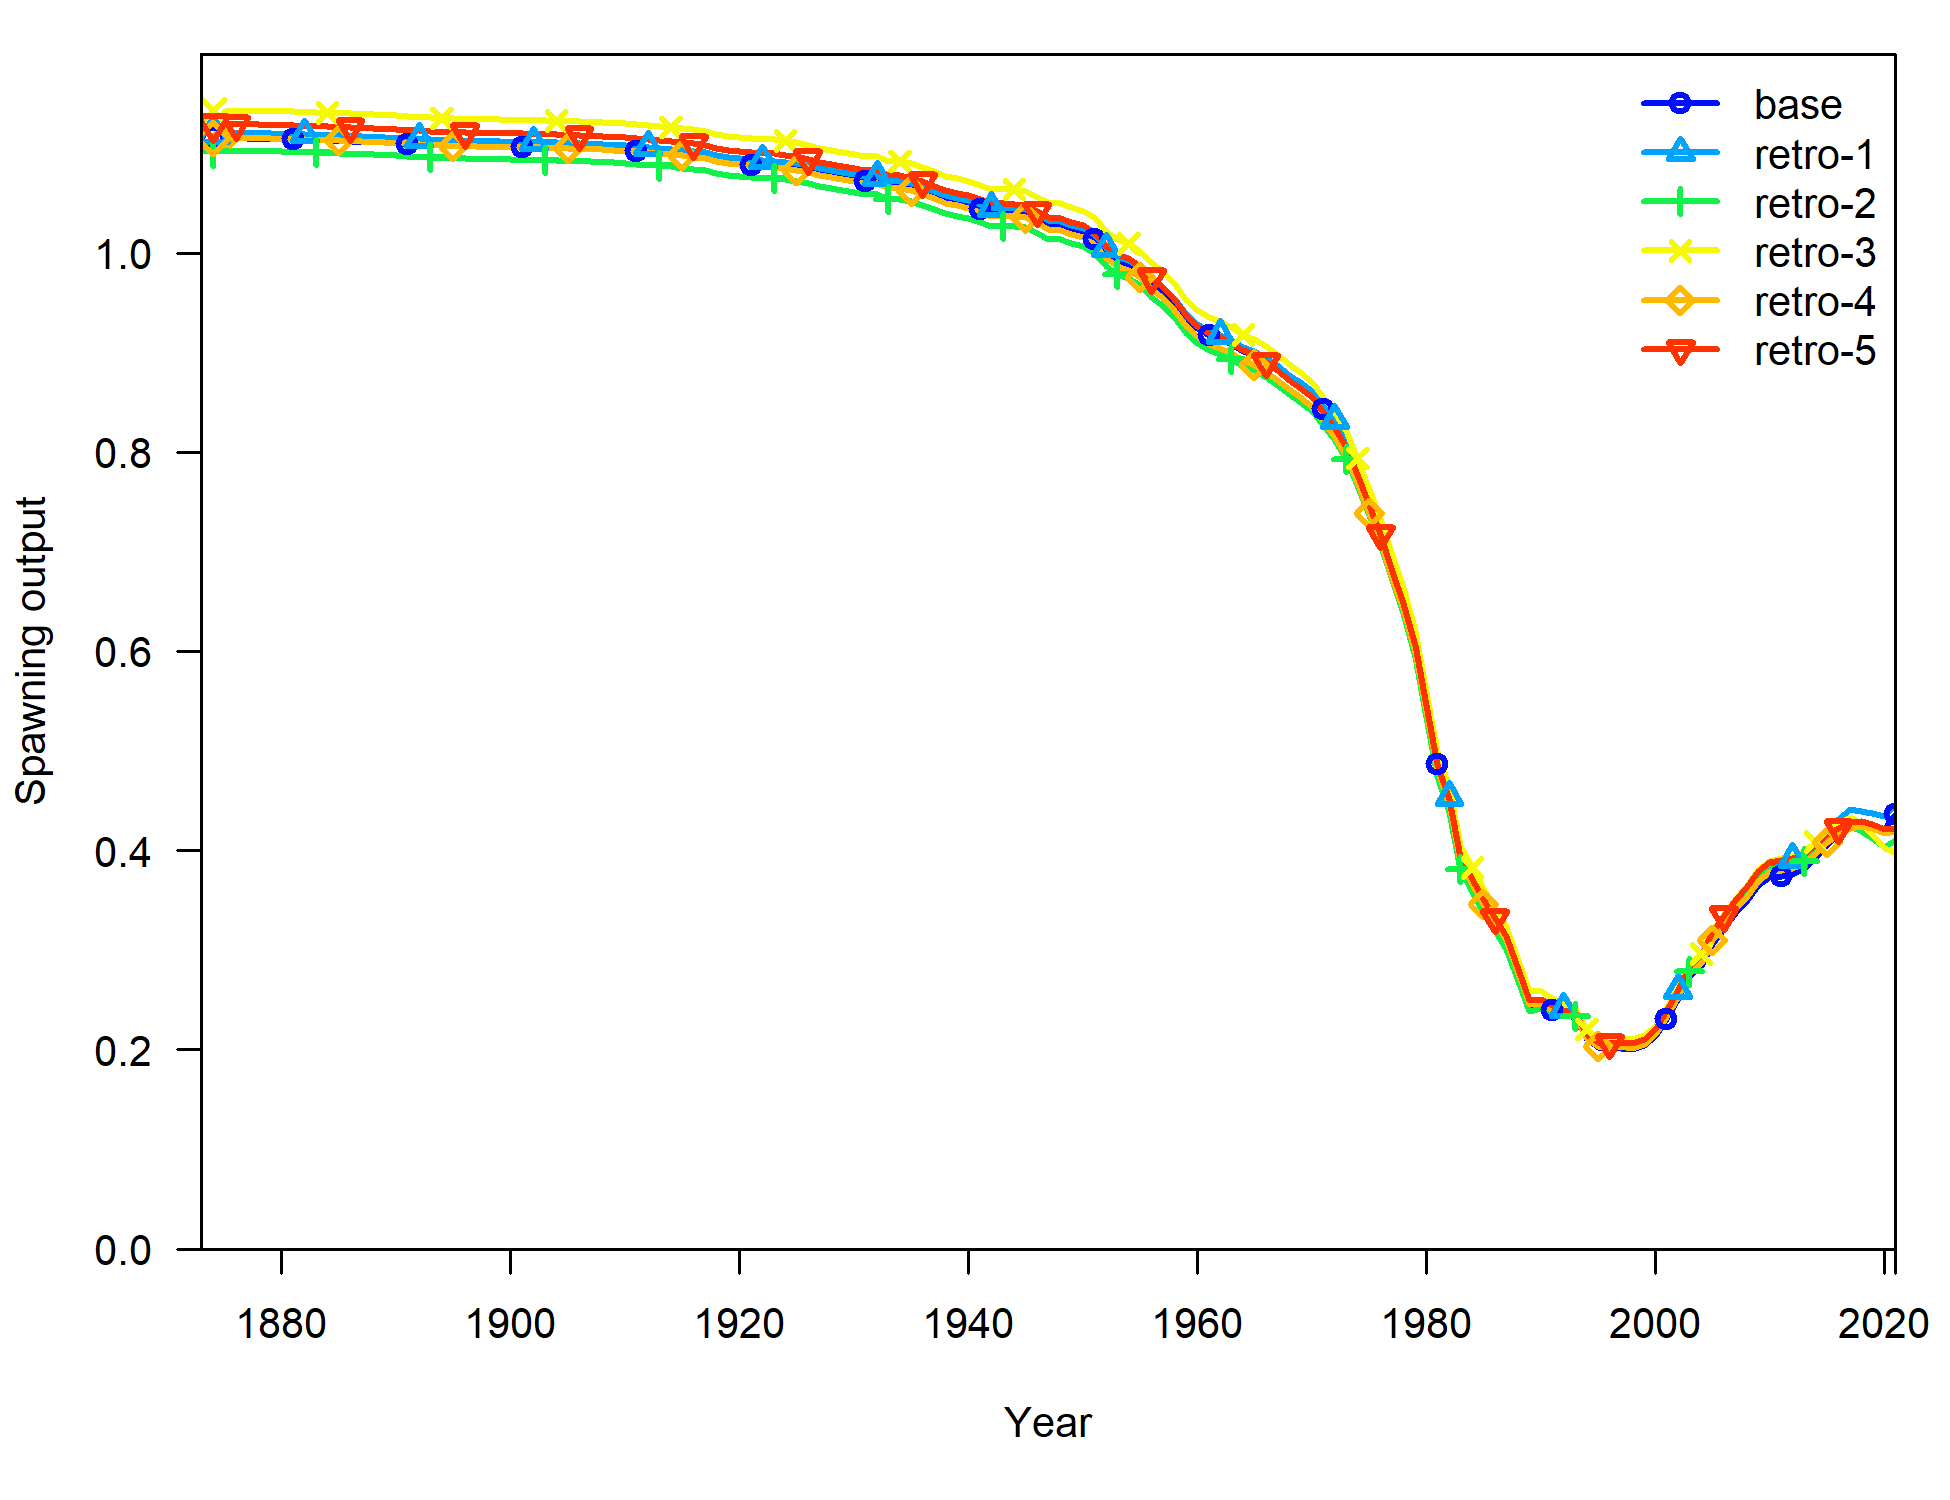 base
retro-1
retro-2
retro-3
retro-4
retro-5
Spawning output
1.0
0.8
0.6
0.4
0.2
0.0
1880 1900 1920 1940 1960 1980 2000 2020
Year